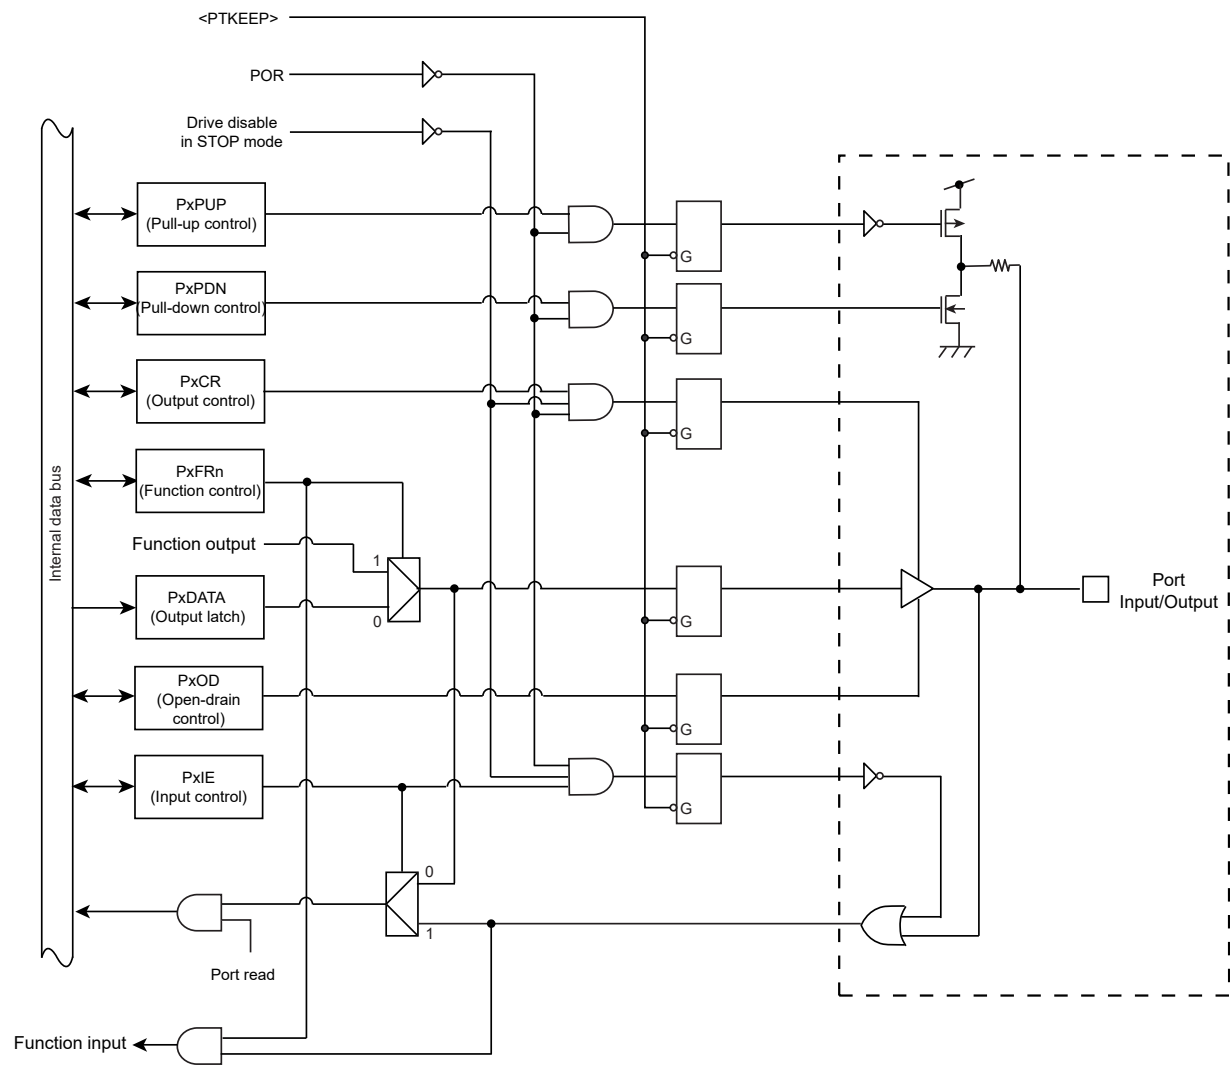 <PTKEEP>
POR
Drive disable
in STOP mode
PxPUP
(Pull-up control)
G
PxPDN
(Pull-down control)
G
PxCR
(Output control)
G
PxFRn
(Function control)
Internal data bus
Function output
1
0
PxDATA
(Output latch)
G
Port
Input/Output
PxOD
(Open-drain
control)
G
PxIE
(Input control)
G
0
1
Port read
Function input